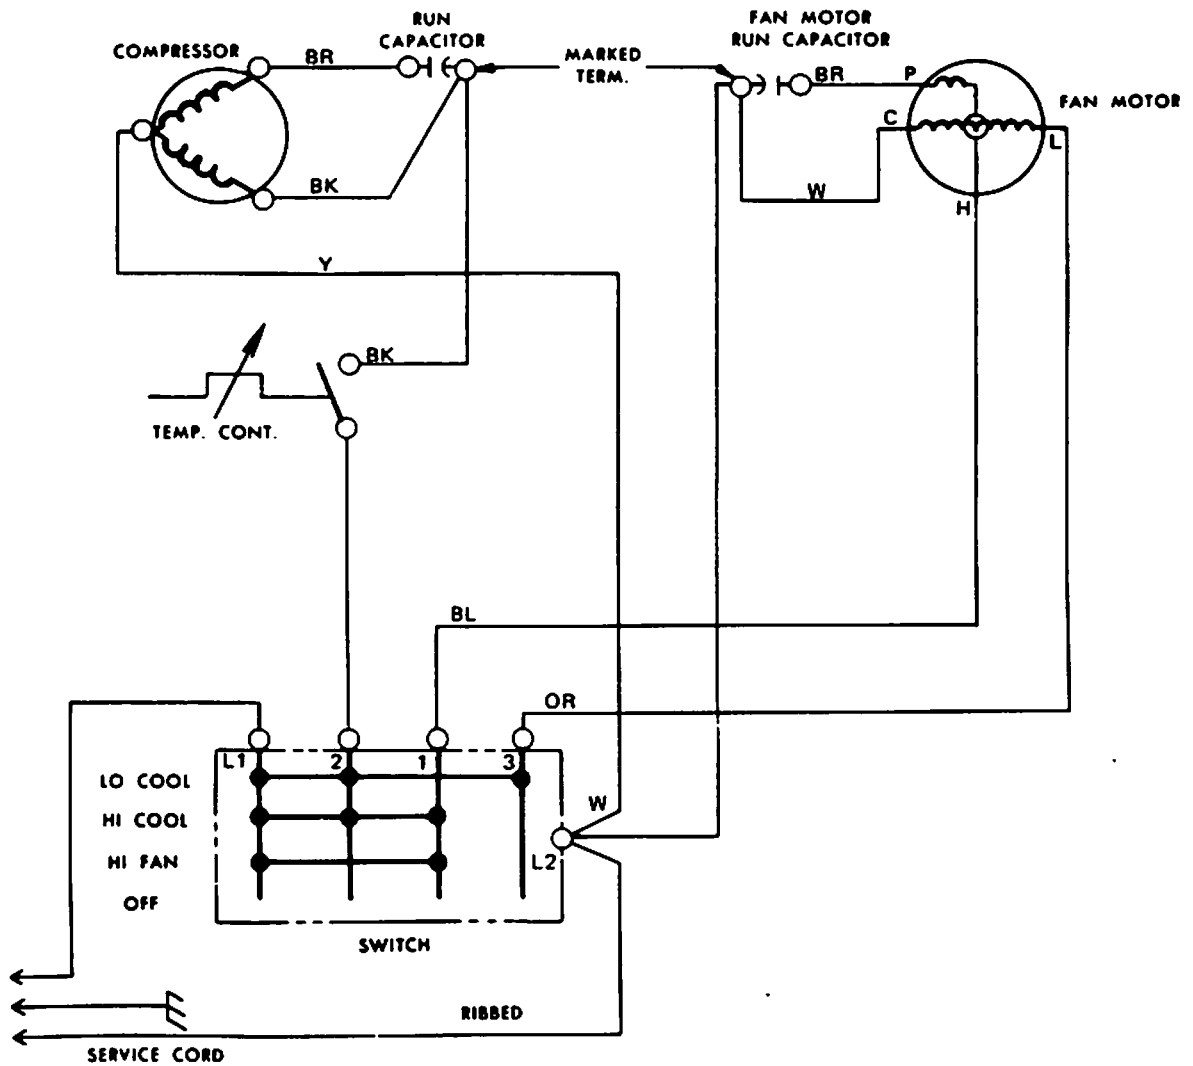 RUN
CAPACITOR
COMPRESSOR
BR
MARKED
TERM.
FAN MOTOR
RUN CAPACITOR
BR
P
FAN MOTOR
C
L
BK
W
H
Y
BK
TEMP. CONT.
BL
OR
L1
2
1
3
LO COOL
HI COOL
W
HI FAN
L2
OFF
SWITCH
RIBBED
SERVICE CORD